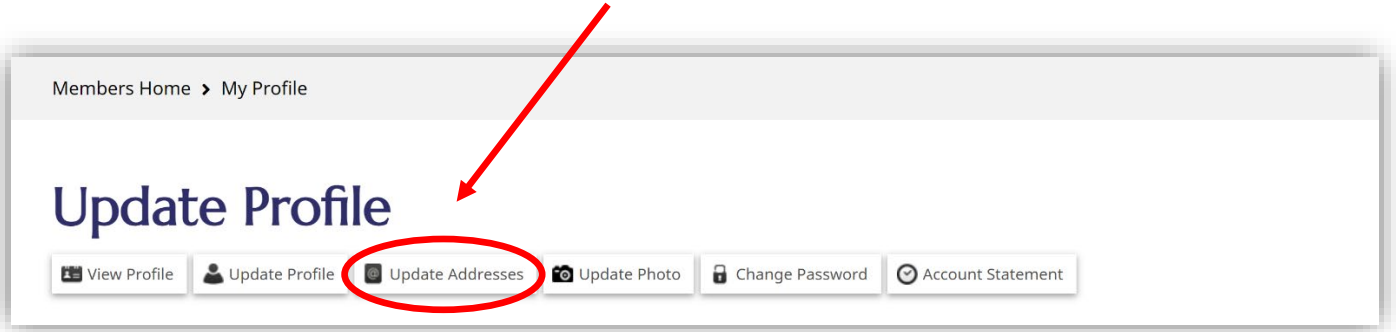 Members Home > My Profile
Update Profile
View Profile Update Profile Update Addresses Update Photo Change Password Account Statement